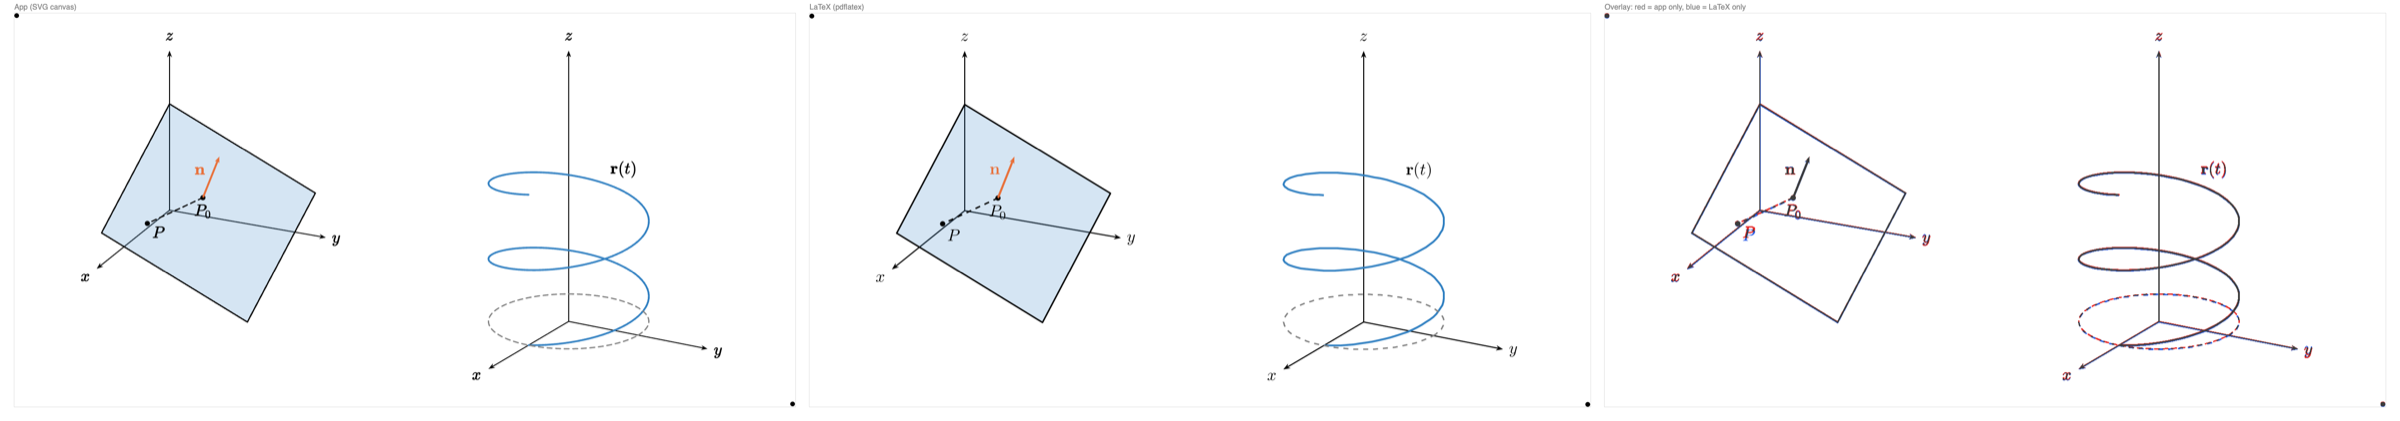 App (SVG canvas)
z
n
P₀
P
y
x
z
r(t)
y
x
LaTeX (pdflatex)
z
n
P₀
P
y
x
z
r(t)
y
x
Overlay: red = app only, blue = LaTeX only
z
n
P₀
P
y
x
z
r(t)
y
x